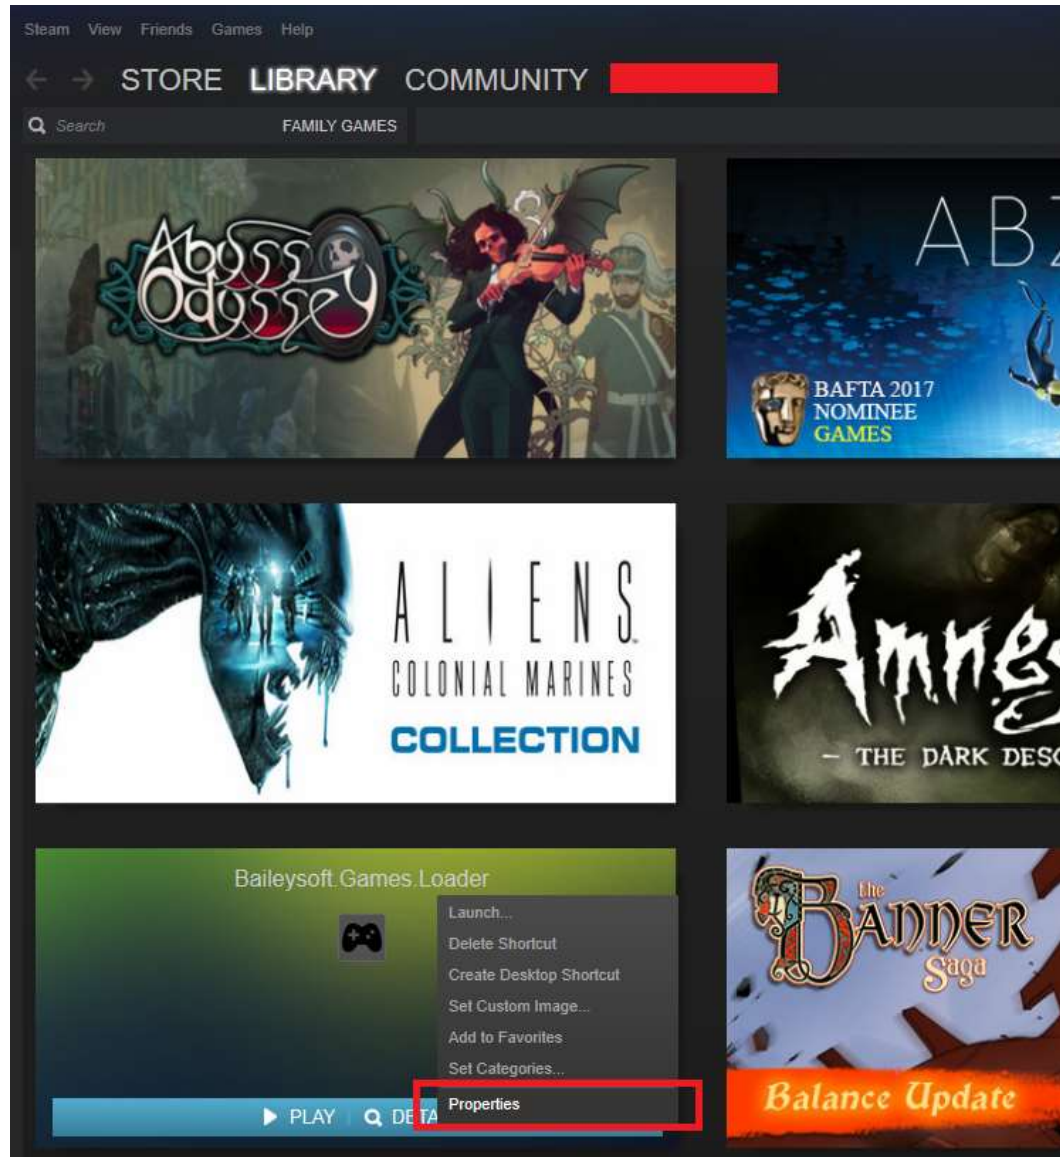 Steam View Friends Games Help
STORE LIBRARY COMMUNITY
Search FAMILY GAMES
Abyss
Odyssey
ABZ
BAFTA 2017
NOMINEE
GAMES
ALIENS
COLONIAL MARINES
COLLECTION
Amnes
- THE DARK DESC
Baileysoft.Games.Loader
Launch...
Delete Shortcut
Create Desktop Shortcut
Set Custom Image...
Add to Favorites
Set Categories...
Properties
PLAY DETA
the
BANNER
Saga
Balance Update